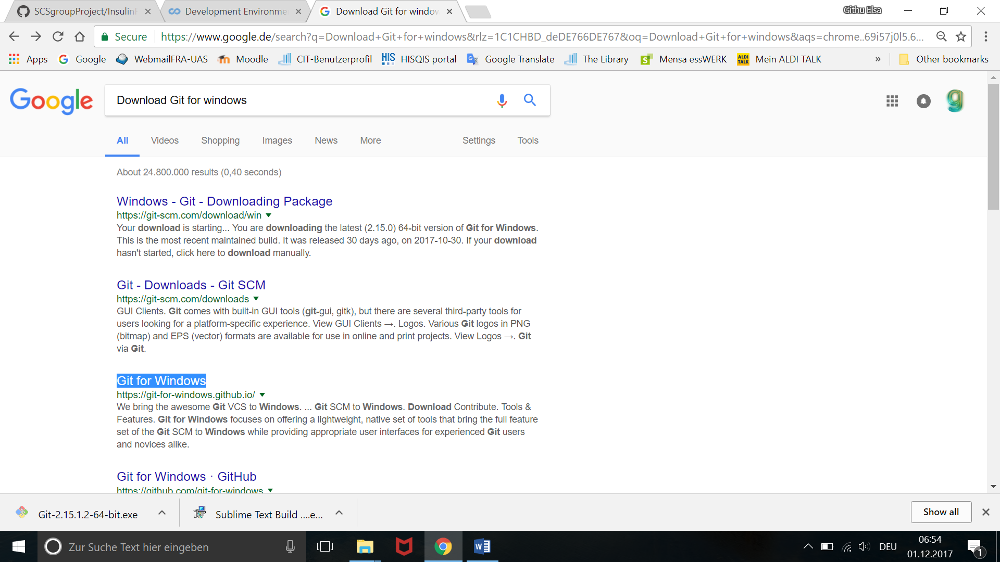 SCSgroupProject/Insulin
Development Environme
Download Git for window
Githu Elsa
Secure
https://www.google.de/search?q=Download+Git+for+windows&rlz=1C1CHBD_deDE766DE767&oq=Download+Git+for+windows&aqs=chrome..69i57j0l5.6...
Apps Google WebmailFRA-UAS Moodle CIT-Benutzerprofil HIS HISQIS portal Google Translate The Library Mensa essWERK ALDI TALK Mein ALDI TALK » Other bookmarks
Google
Download Git for windows
g
All Videos Shopping Images News More Settings Tools
About 24.800.000 results (0,40 seconds)
Windows - Git - Downloading Package
https://git-scm.com/download/win
Your download is starting... You are downloading the latest (2.15.0) 64-bit version of Git for Windows.
This is the most recent maintained build. It was released 30 days ago, on 2017-10-30. If your download
hasn't started, click here to download manually.
Git - Downloads - Git SCM
https://git-scm.com/downloads
GUI Clients. Git comes with built-in GUI tools (git-gui, gitk), but there are several third-party tools for
users looking for a platform-specific experience. View GUI Clients →. Logos. Various Git logos in PNG
(bitmap) and EPS (vector) formats are available for use in online and print projects. View Logos →. Git
via Git.
Git for Windows
https://git-for-windows.github.io/
We bring the awesome Git VCS to Windows. ... Git SCM to Windows. Download Contribute. Tools &
Features. Git for Windows focuses on offering a lightweight, native set of tools that bring the full feature
set of the Git SCM to Windows while providing appropriate user interfaces for experienced Git users
and novices alike.
Git for Windows · GitHub
https://github.com/git-for-windows
Git-2.15.1.2-64-bit.exe
Sublime Text Build ....e...
Show all
Zur Suche Text hier eingeben
DEU
06:54
01.12.2017
1